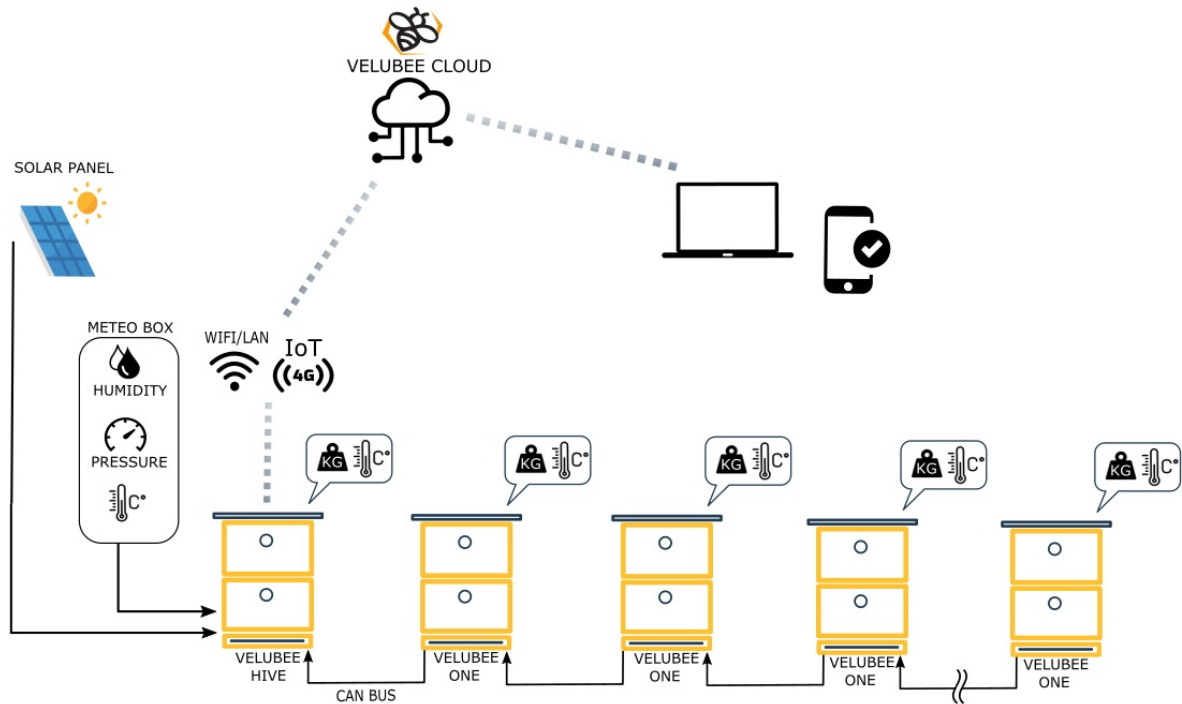 VELUBEE CLOUD
SOLAR PANEL
METEO BOX
HUMIDITY
PRESSURE
C°
WIFI/LAN
IoT
4G
KG C°
KG C°
KG C°
KG C°
KG C°
VELUBEE
HIVE
CAN BUS
VELUBEE
ONE
VELUBEE
ONE
VELUBEE
ONE
VELUBEE
ONE